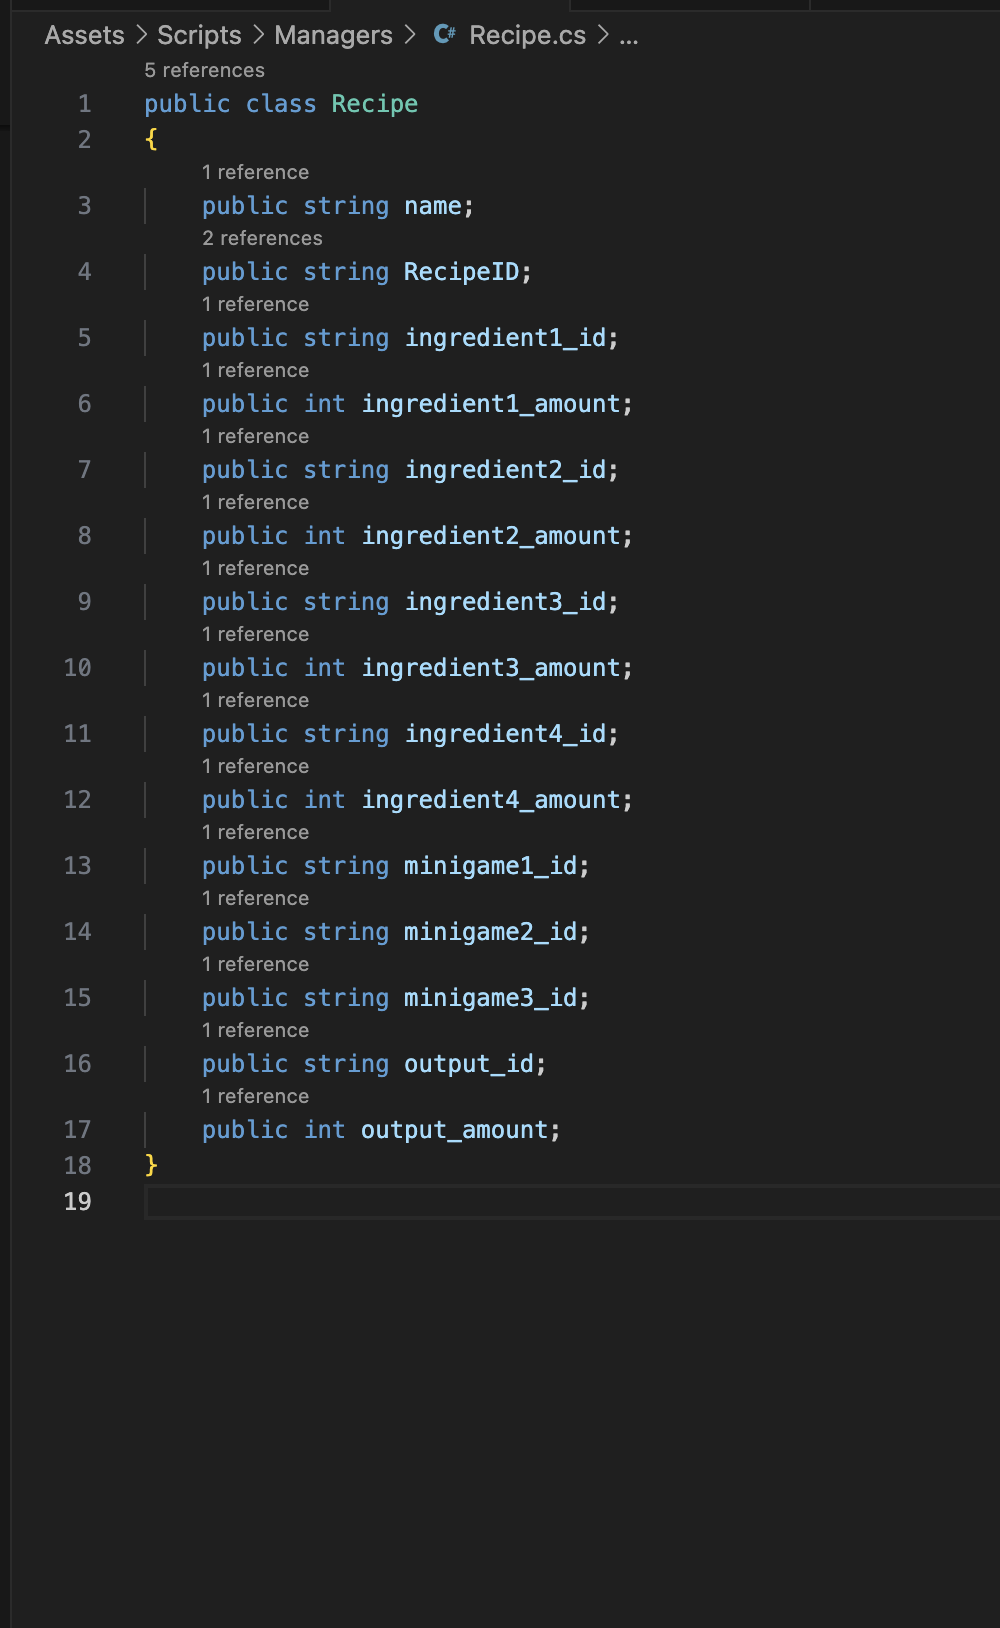 Assets > Scripts > Managers > C# Recipe.cs > ...
5 references
1 public class Recipe
2 {
1 reference
3 public string name;
2 references
4 public string RecipeID;
1 reference
5 public string ingredient1_id;
1 reference
6 public int ingredient1_amount;
1 reference
7 public string ingredient2_id;
1 reference
8 public int ingredient2_amount;
1 reference
9 public string ingredient3_id;
1 reference
10 public int ingredient3_amount;
1 reference
11 public string ingredient4_id;
1 reference
12 public int ingredient4_amount;
1 reference
13 public string minigame1_id;
1 reference
14 public string minigame2_id;
1 reference
15 public string minigame3_id;
1 reference
16 public string output_id;
1 reference
17 public int output_amount;
18 }
19